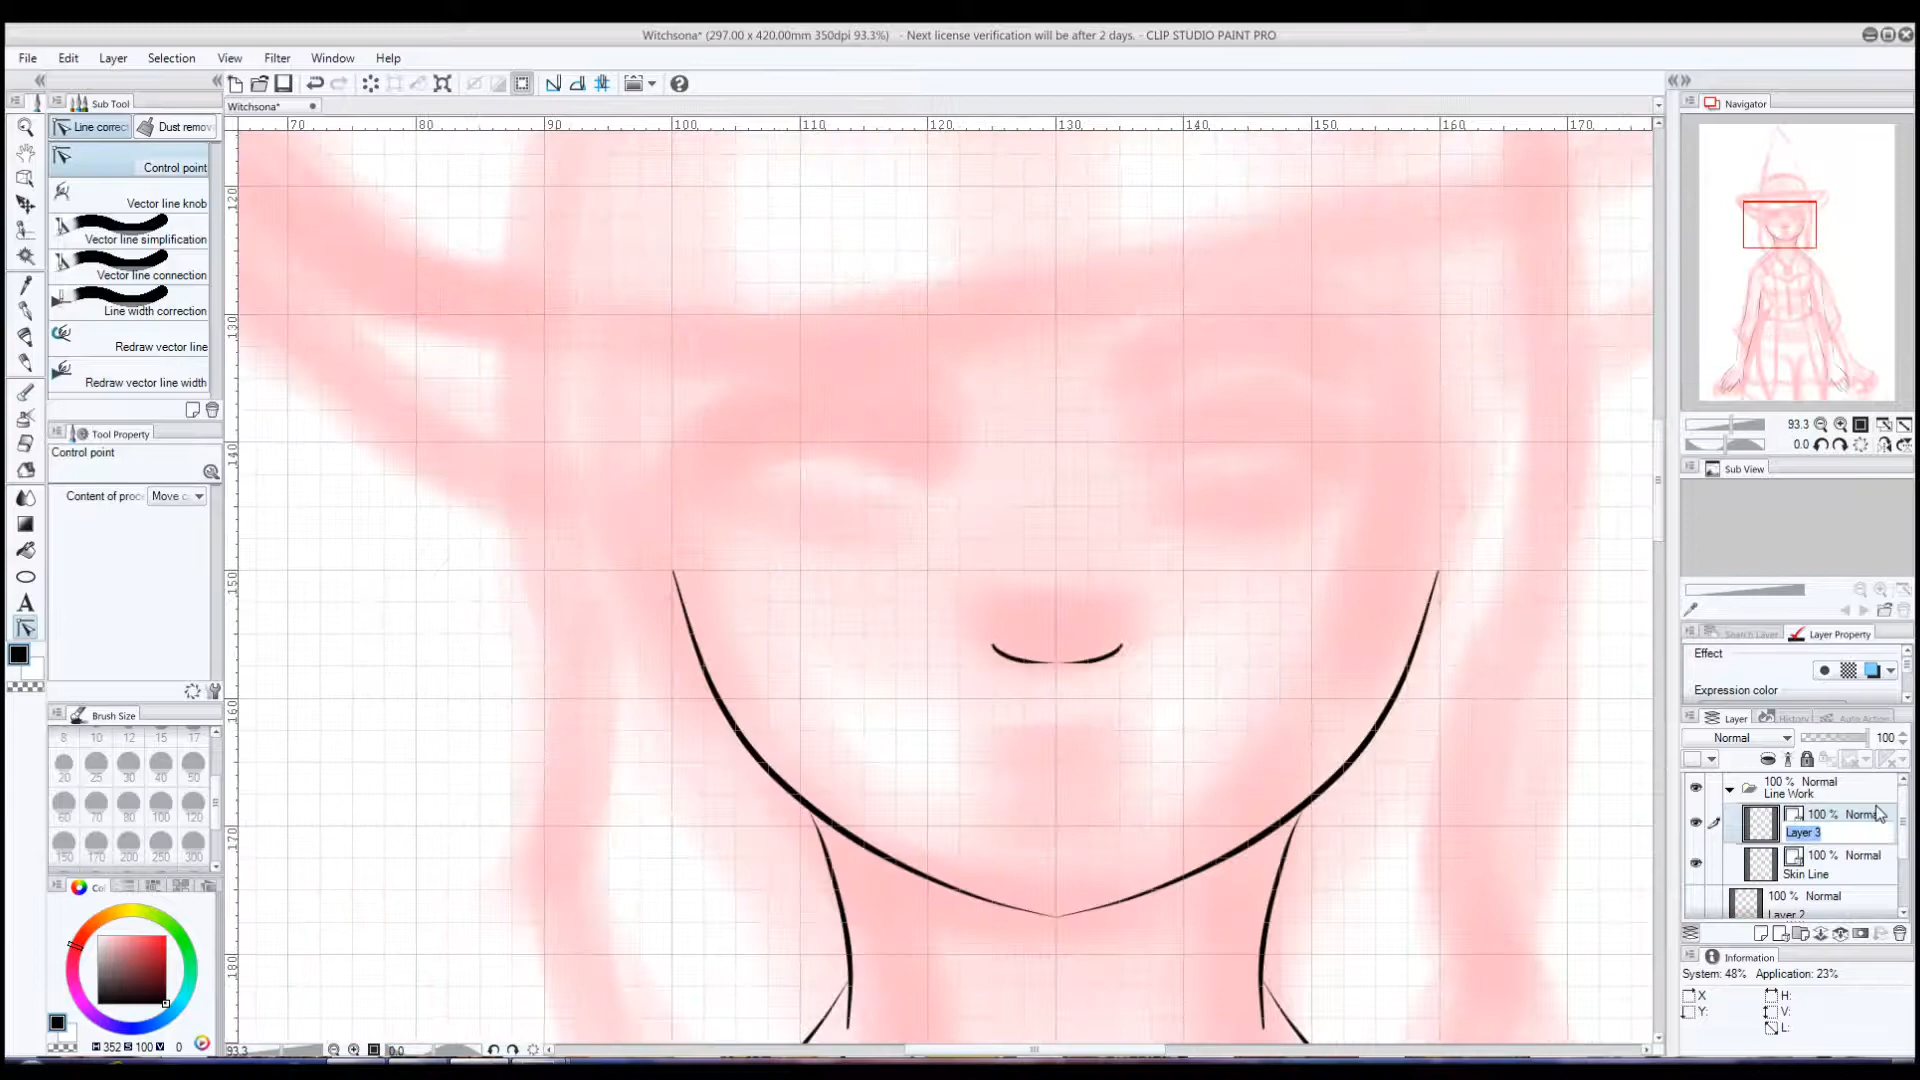 Witchsona* (297.00 x 420.00mm 350dpi 93.3%) - Next license verification will be after 2 days. - CLIP STUDIO PAINT PRO
File Edit Layer Selection View Filter Window Help
Sub Tool
Witchsona*
Navigator
Line correc
Dust remov
70 80 90 100 110 120 130 140 150 160 170
Control point
Vector line knob
Vector line simplification
Vector line connection
Line width correction
Redraw vector line
Redraw vector line width
120
130
140
150
160
170
180
Tool Property
Control point
Content of proc
Move c
93.3
0.0
Sub View
Search Layer
Layer Property
Effect
Expression color
Brush Size
8 10 12 15 17
20 25 30 40 50
60 70 80 100 120
150 170 200 250 300
Layer History Auto Action
Normal 100
100 % Normal
Line Work
100 % Norma
Layer 3
100 % Normal
Skin Line
100 % Normal
Layer 2
Co
Information
System: 48% Application: 23%
X H:
Y: V:
L:
H 352 S 100 V 0
93.3 0.0
A